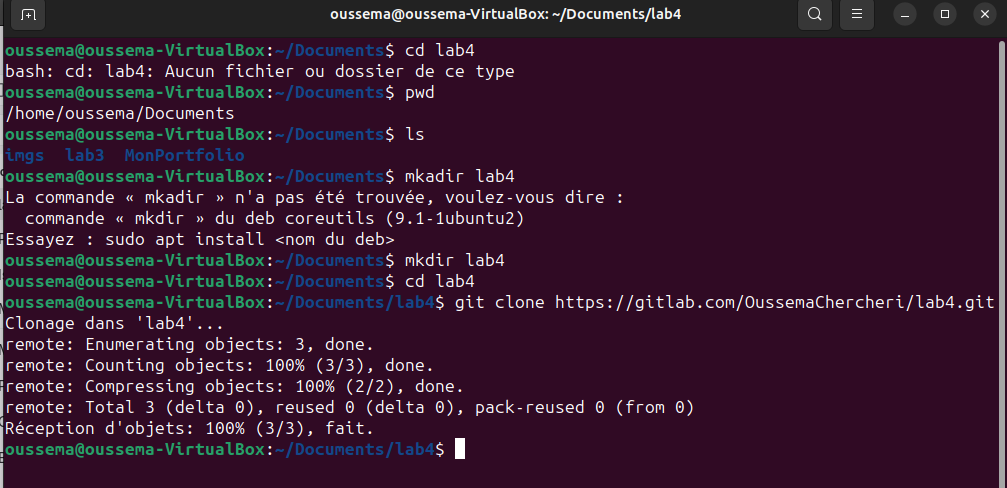 oussema@oussema-VirtualBox: ~/Documents/lab4
oussema@oussema-VirtualBox:~/Documents$ cd lab4
bash: cd: lab4: Aucun fichier ou dossier de ce type
oussema@oussema-VirtualBox:~/Documents$ pwd
/home/oussema/Documents
oussema@oussema-VirtualBox:~/Documents$ ls
imgs  lab3  MonPortfolio
oussema@oussema-VirtualBox:~/Documents$ mkadir lab4
La commande « mkadir » n'a pas été trouvée, voulez-vous dire :
  commande « mkdir » du deb coreutils (9.1-1ubuntu2)
Essayez : sudo apt install <nom du deb>
oussema@oussema-VirtualBox:~/Documents$ mkdir lab4
oussema@oussema-VirtualBox:~/Documents$ cd lab4
oussema@oussema-VirtualBox:~/Documents/lab4$ git clone https://gitlab.com/OussemaChercheri/lab4.git
Clonage dans 'lab4'...
remote: Enumerating objects: 3, done.
remote: Counting objects: 100% (3/3), done.
remote: Compressing objects: 100% (2/2), done.
remote: Total 3 (delta 0), reused 0 (delta 0), pack-reused 0 (from 0)
Réception d'objets: 100% (3/3), fait.
oussema@oussema-VirtualBox:~/Documents/lab4$